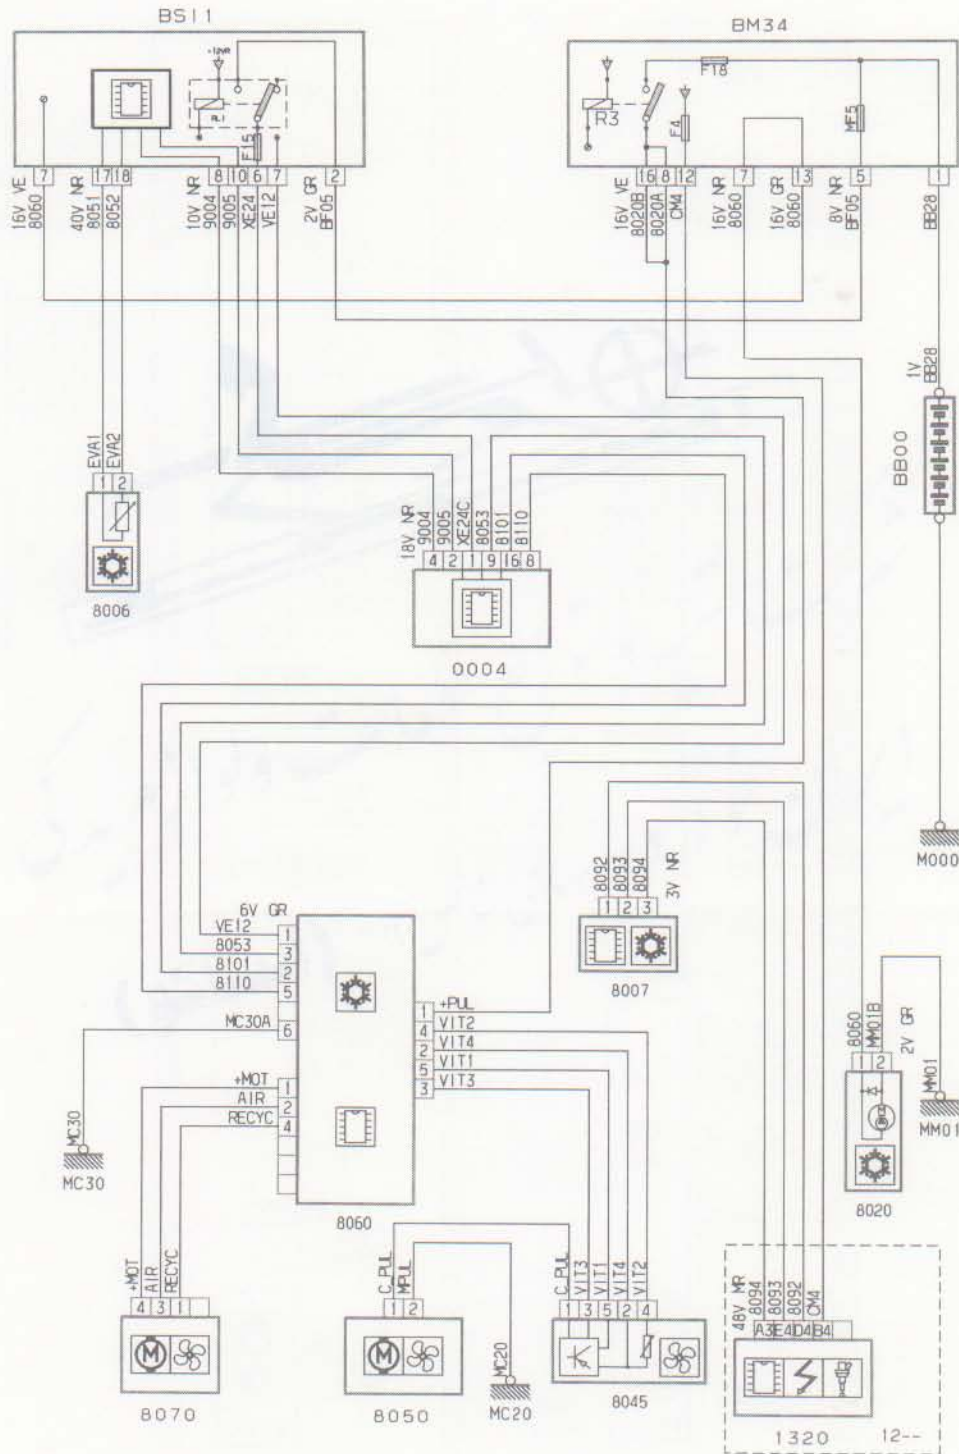 BSI1
BM34
+12VR
RL1
F15
R3
F4
F18
MF5
7
17 18
8 10 6 7
2
16 8 12
7
13
5
1
16V VE
8060
40V NR
8051
8052
10V NR
9004
9005
XE24
VE12
2V GR
BF05
16V VE
8020B
8020A
CM4
16V NR
8060
16V GR
8060
8V NR
BF05
BB28
1V
BB28
BB00
EVA1
EVA2
1 2
8006
18V NR
9004
9005
XE24C
8053
8101
8110
4 2 1 9 16 8
0004
M000
8092
8093
8094
3V NR
1 2 3
8007
6V GR
VE12 1
8053 3
8101 2
8110 5
MC30A 6
+MOT 1
AIR 2
RECYC 4
1 +PUL
4 VIT2
2 VIT4
5 VIT1
3 VIT3
8060
MC30
MC30
8060
MM01B
2V GR
1 2
8020
MM01
MM01
+MOT
AIR
RECYC
4 3 1
M
8070
C_PUL
MPUL
1 2
M
8050
MC20
MC20
C_PUL
VIT3
VIT1
VIT4
VIT2
1 3 5 2 4
8045
48V MR
8094
8093
8092
CM4
A3 E4 D4 B4
1320
12--